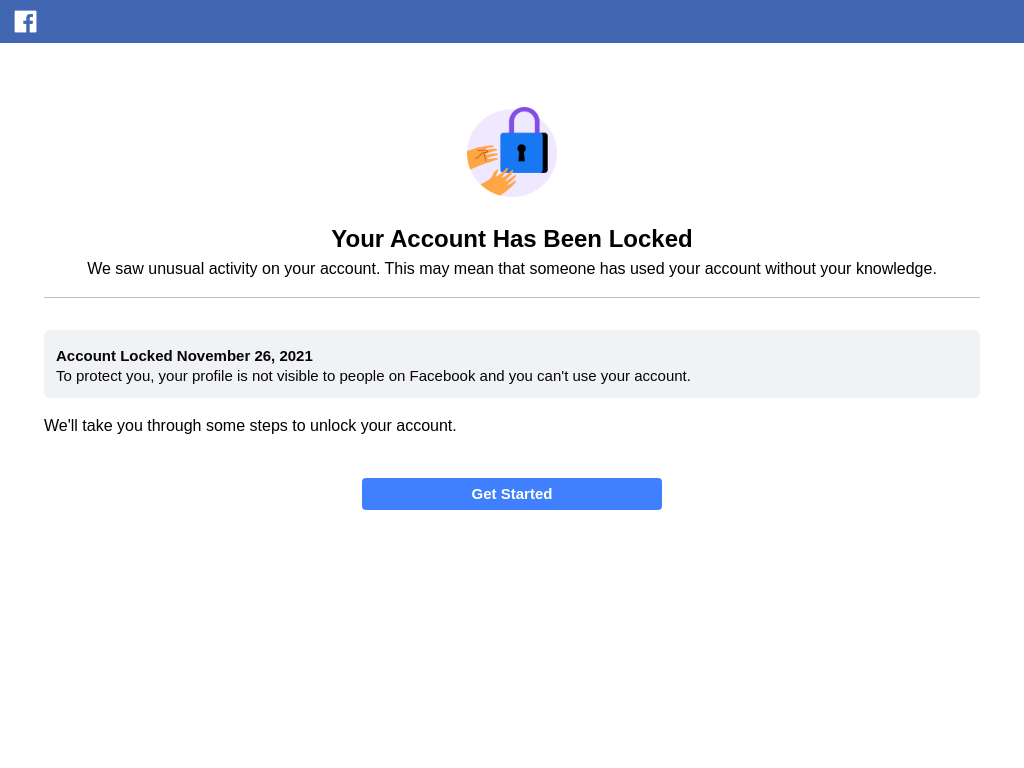 Your Account Has Been Locked
We saw unusual activity on your account. This may mean that someone has used your account without your knowledge.
Account Locked November 26, 2021
To protect you, your profile is not visible to people on Facebook and you can't use your account.
We'll take you through some steps to unlock your account.
Get Started